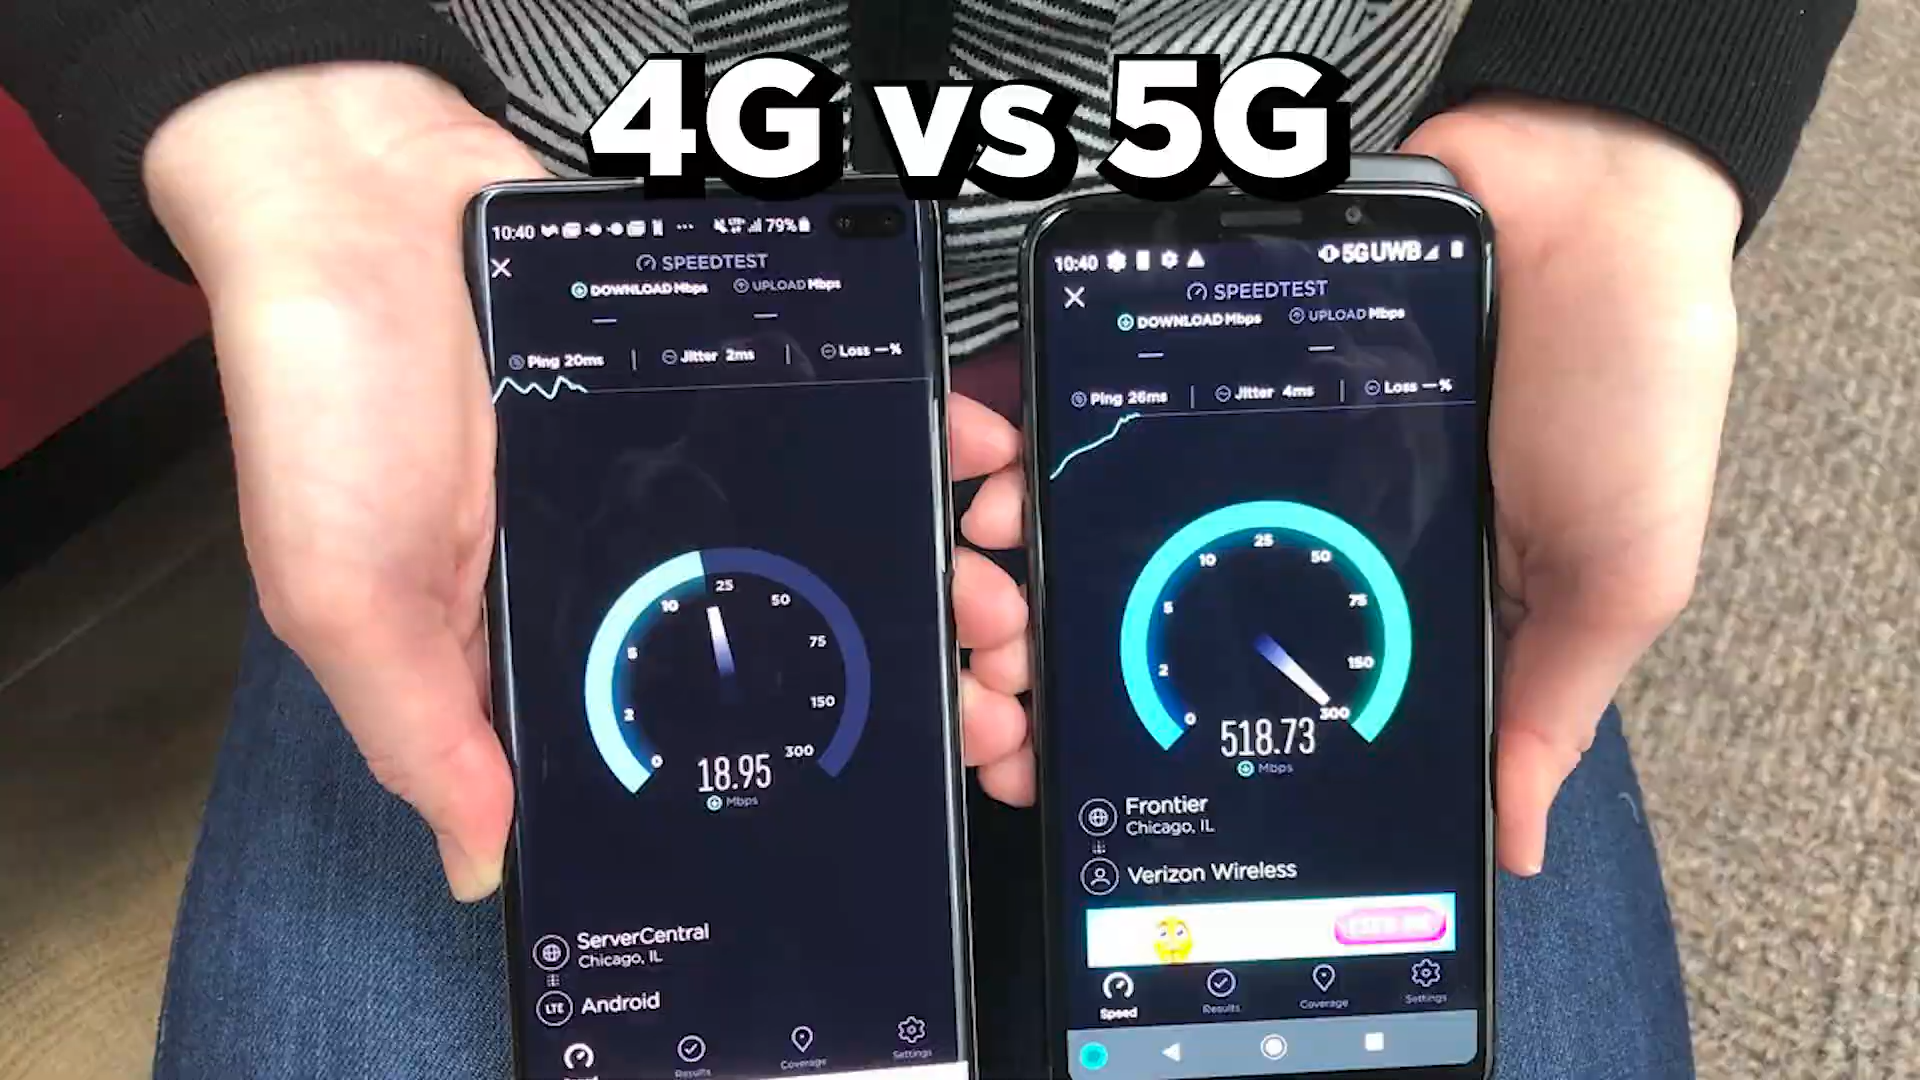 4G vs 5G
10:40
79%
SPEEDTEST
DOWNLOAD Mbps UPLOAD Mbps
— —
Ping 20ms | Jitter 2ms | Loss —%
0 2 5 10 25 50 75 150 300
18.95
Mbps
ServerCentral
Chicago, IL
LTE Android
Results Coverage Settings
10:40 5G UWB
SPEEDTEST
DOWNLOAD Mbps UPLOAD Mbps
— —
Ping 26ms | Jitter 4ms | Loss —%
0 2 5 10 25 50 75 150 300
518.73
Mbps
Frontier
Chicago, IL
Verizon Wireless
Speed Results Coverage Settings